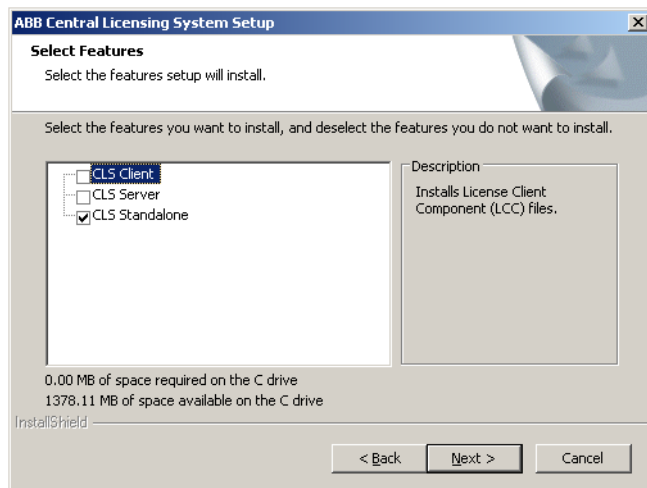 ABB Central Licensing System Setup
Select Features
Select the features setup will install.
Select the features you want to install, and deselect the features you do not want to install.
CLS Client
CLS Server
CLS Standalone
Description
Installs License Client
Component (LCC) files.
0.00 MB of space required on the C drive
1378.11 MB of space available on the C drive
InstallShield
< Back
Next >
Cancel